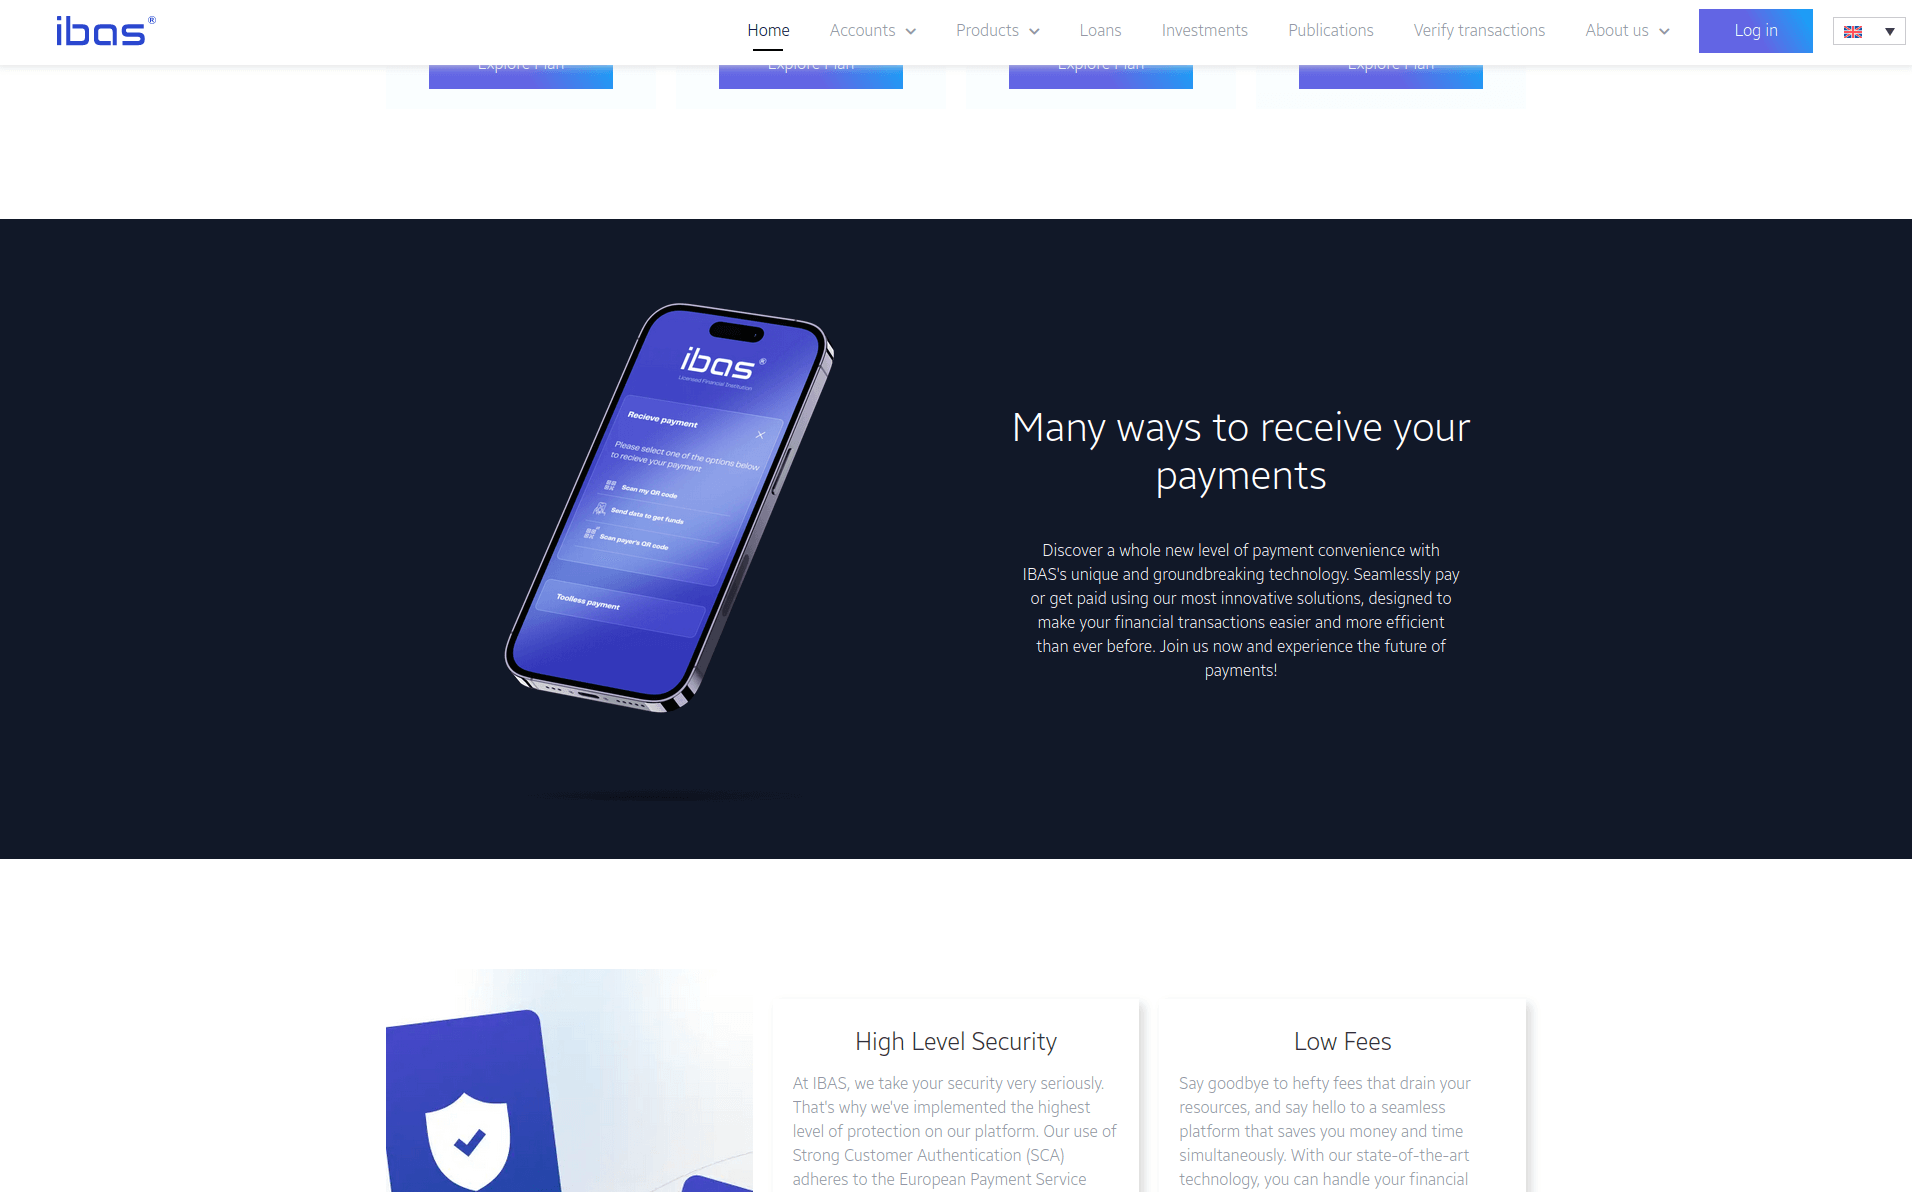 ibas®
Home
Accounts
Products
Loans
Investments
Publications
Verify transactions
About us
Log in
Explore Plan
Explore Plan
Explore Plan
Explore Plan
ibas®
Licensed Financial Institution
Recieve payment
Please select one of the options below
to recieve your payment
Scan my QR code
Send data to get funds
Scan payer's QR code
Toolless payment
Many ways to receive your
payments
Discover a whole new level of payment convenience with
IBAS's unique and groundbreaking technology. Seamlessly pay
or get paid using our most innovative solutions, designed to
make your financial transactions easier and more efficient
than ever before. Join us now and experience the future of
payments!
High Level Security
At IBAS, we take your security very seriously.
That's why we've implemented the highest
level of protection on our platform. Our use of
Strong Customer Authentication (SCA)
adheres to the European Payment Service
Low Fees
Say goodbye to hefty fees that drain your
resources, and say hello to a seamless
platform that saves you money and time
simultaneously. With our state-of-the-art
technology, you can handle your financial